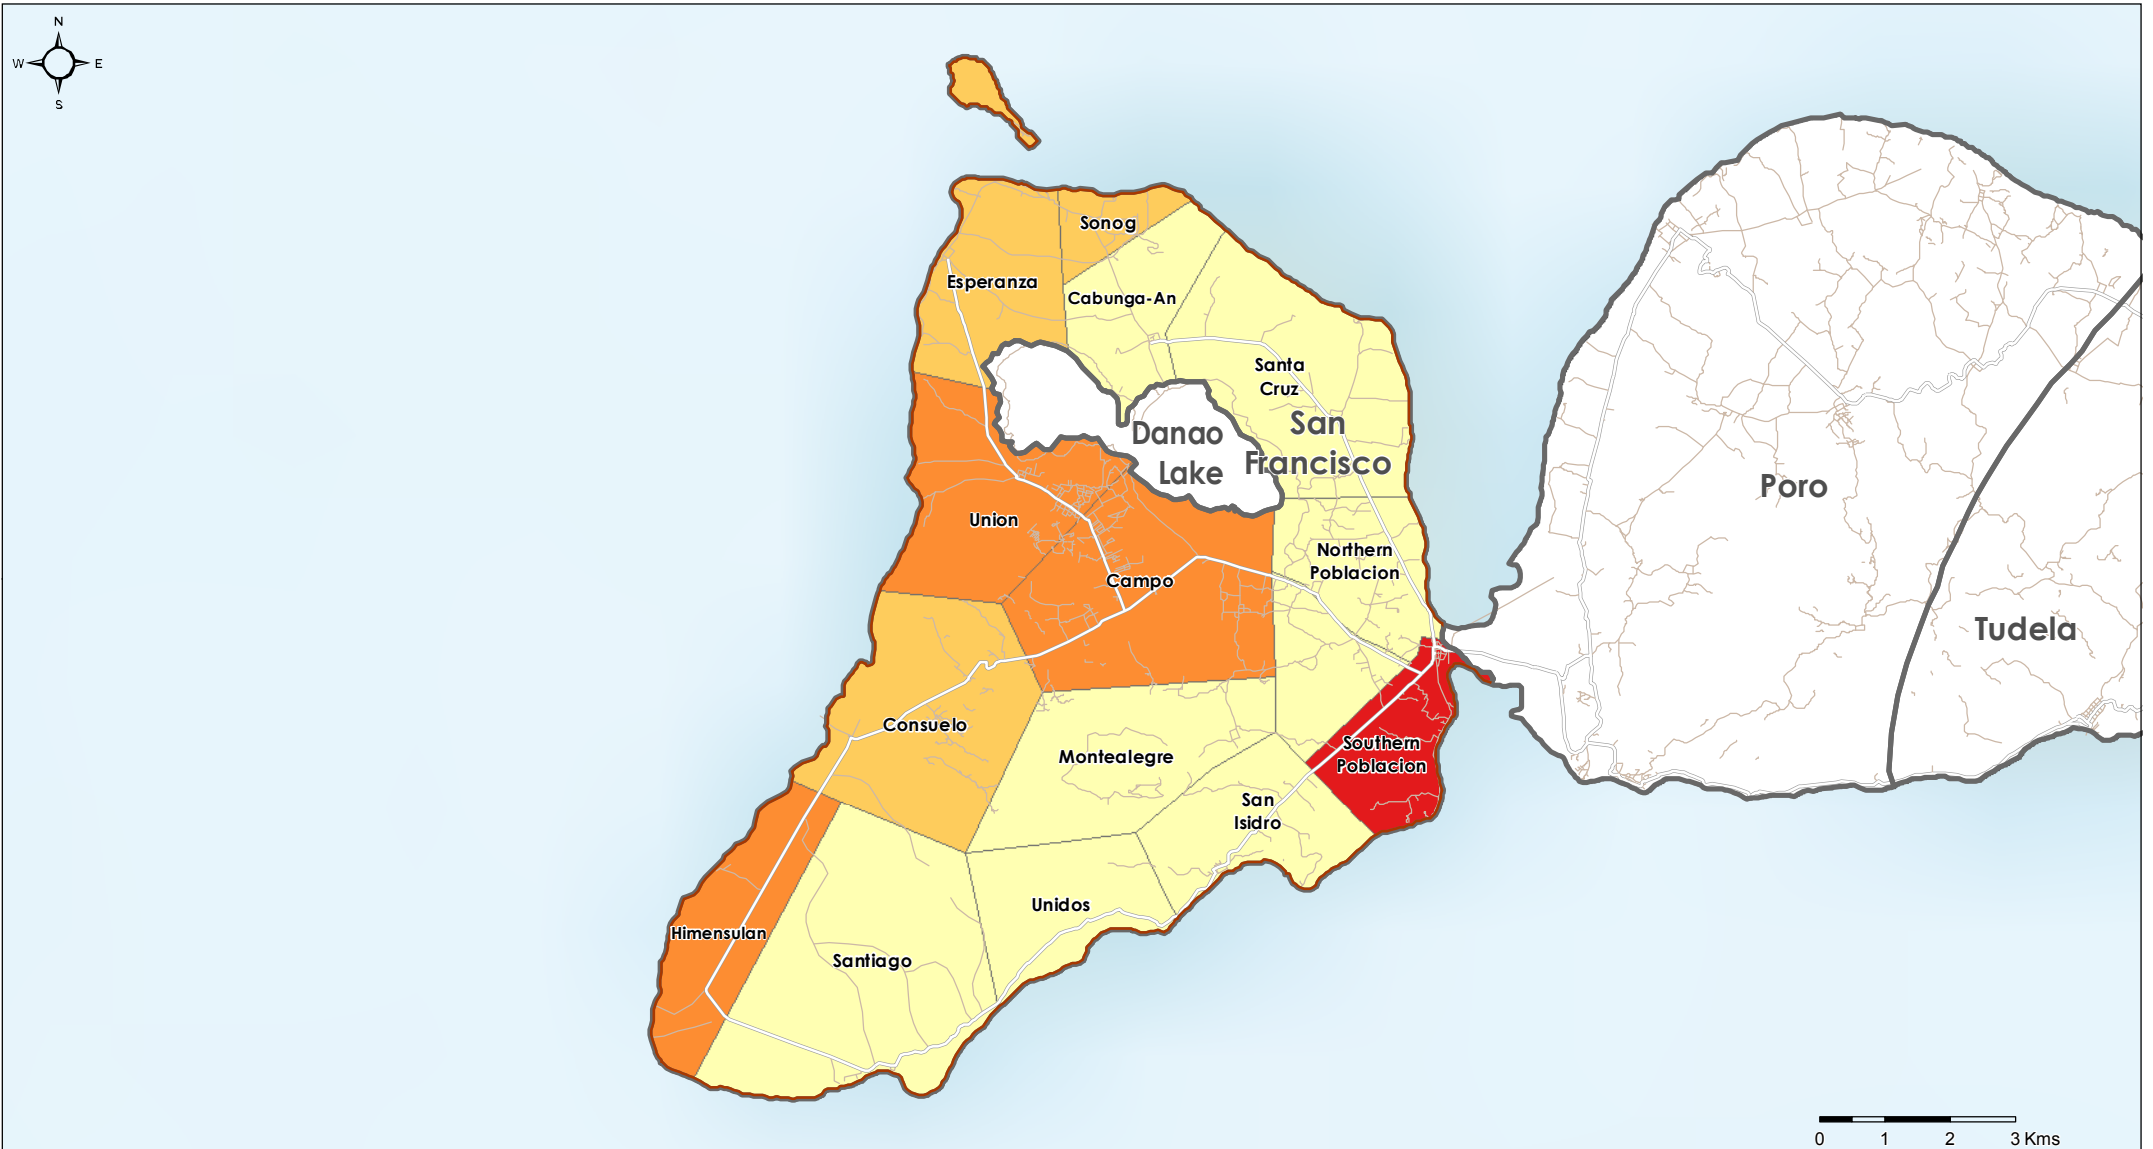 N
W
E
S
Sonog
Esperanza
Cabunga-An
Santa
Cruz
San
Francisco
Danao
Lake
Poro
Union
Northern
Poblacion
Campo
Tudela
Consuelo
Montealegre
Southern
Poblacion
San
Isidro
Unidos
Himensulan
Santiago
0 1 2 3 Kms